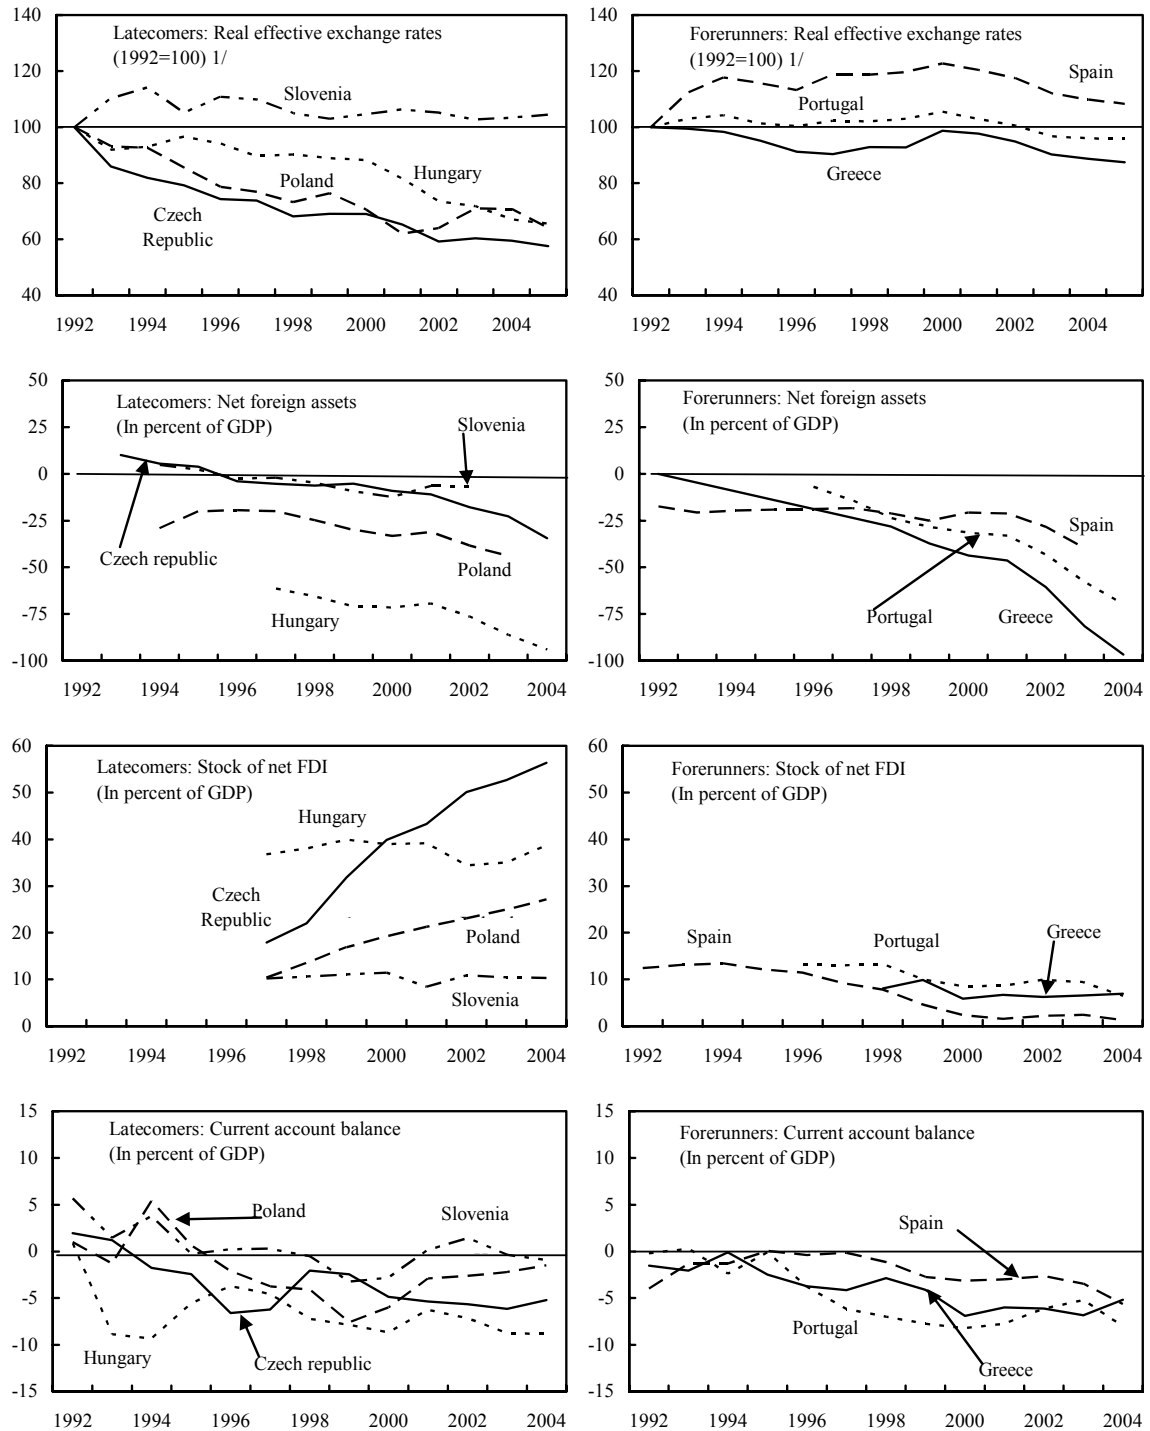 Latecomers: Real effective exchange rates
(1992=100) 1/
140
120
100
80
60
40
Slovenia
Hungary
Poland
Czech
Republic
1992 1994 1996 1998 2000 2002 2004
Forerunners: Real effective exchange rates
(1992=100) 1/
140
120
100
80
60
40
Spain
Portugal
Greece
1992 1994 1996 1998 2000 2002 2004
Latecomers: Net foreign assets
(In percent of GDP)
50
25
0
-25
-50
-75
-100
Slovenia
Czech republic
Poland
Hungary
1992 1994 1996 1998 2000 2002 2004
Forerunners: Net foreign assets
(In percent of GDP)
50
25
0
-25
-50
-75
-100
Spain
Portugal
Greece
1992 1994 1996 1998 2000 2002 2004
Latecomers: Stock of net FDI
(In percent of GDP)
60
50
40
30
20
10
0
Hungary
Czech
Republic
Poland
Slovenia
1992 1994 1996 1998 2000 2002 2004
Forerunners: Stock of net FDI
(In percent of GDP)
60
50
40
30
20
10
0
Spain
Portugal
Greece
1992 1994 1996 1998 2000 2002 2004
Latecomers: Current account balance
(In percent of GDP)
15
10
5
0
-5
-10
-15
Poland
Slovenia
Hungary
Czech republic
1992 1994 1996 1998 2000 2002 2004
Forerunners: Current account balance
(In percent of GDP)
15
10
5
0
-5
-10
-15
Spain
Portugal
Greece
1992 1994 1996 1998 2000 2002 2004